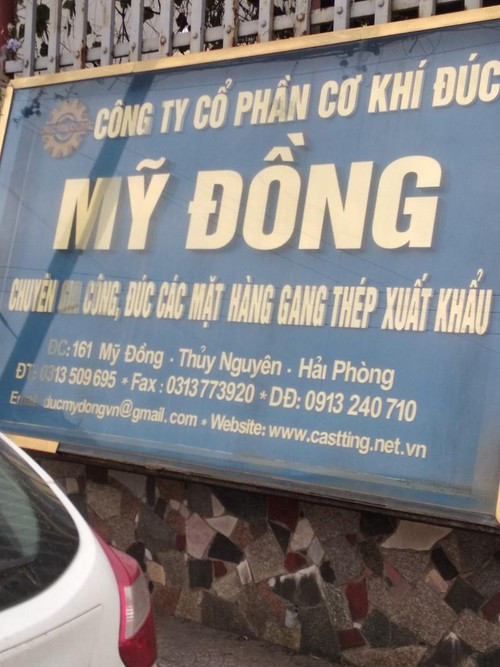 CÔNG TY CỔ PHẦN CƠ KHÍ ĐÚC
MỸ ĐỒNG
CHUYÊN GIA CÔNG, ĐÚC CÁC MẶT HÀNG GANG THÉP XUẤT KHẨU
ĐC: 161 Mỹ Đồng . Thủy Nguyên . Hải Phòng
ĐT: 0313 509 695 * Fax : 0313 773920 * DĐ: 0913 240 710
Email: ducmydongvn@gmail.com * Website: www.castting.net.vn